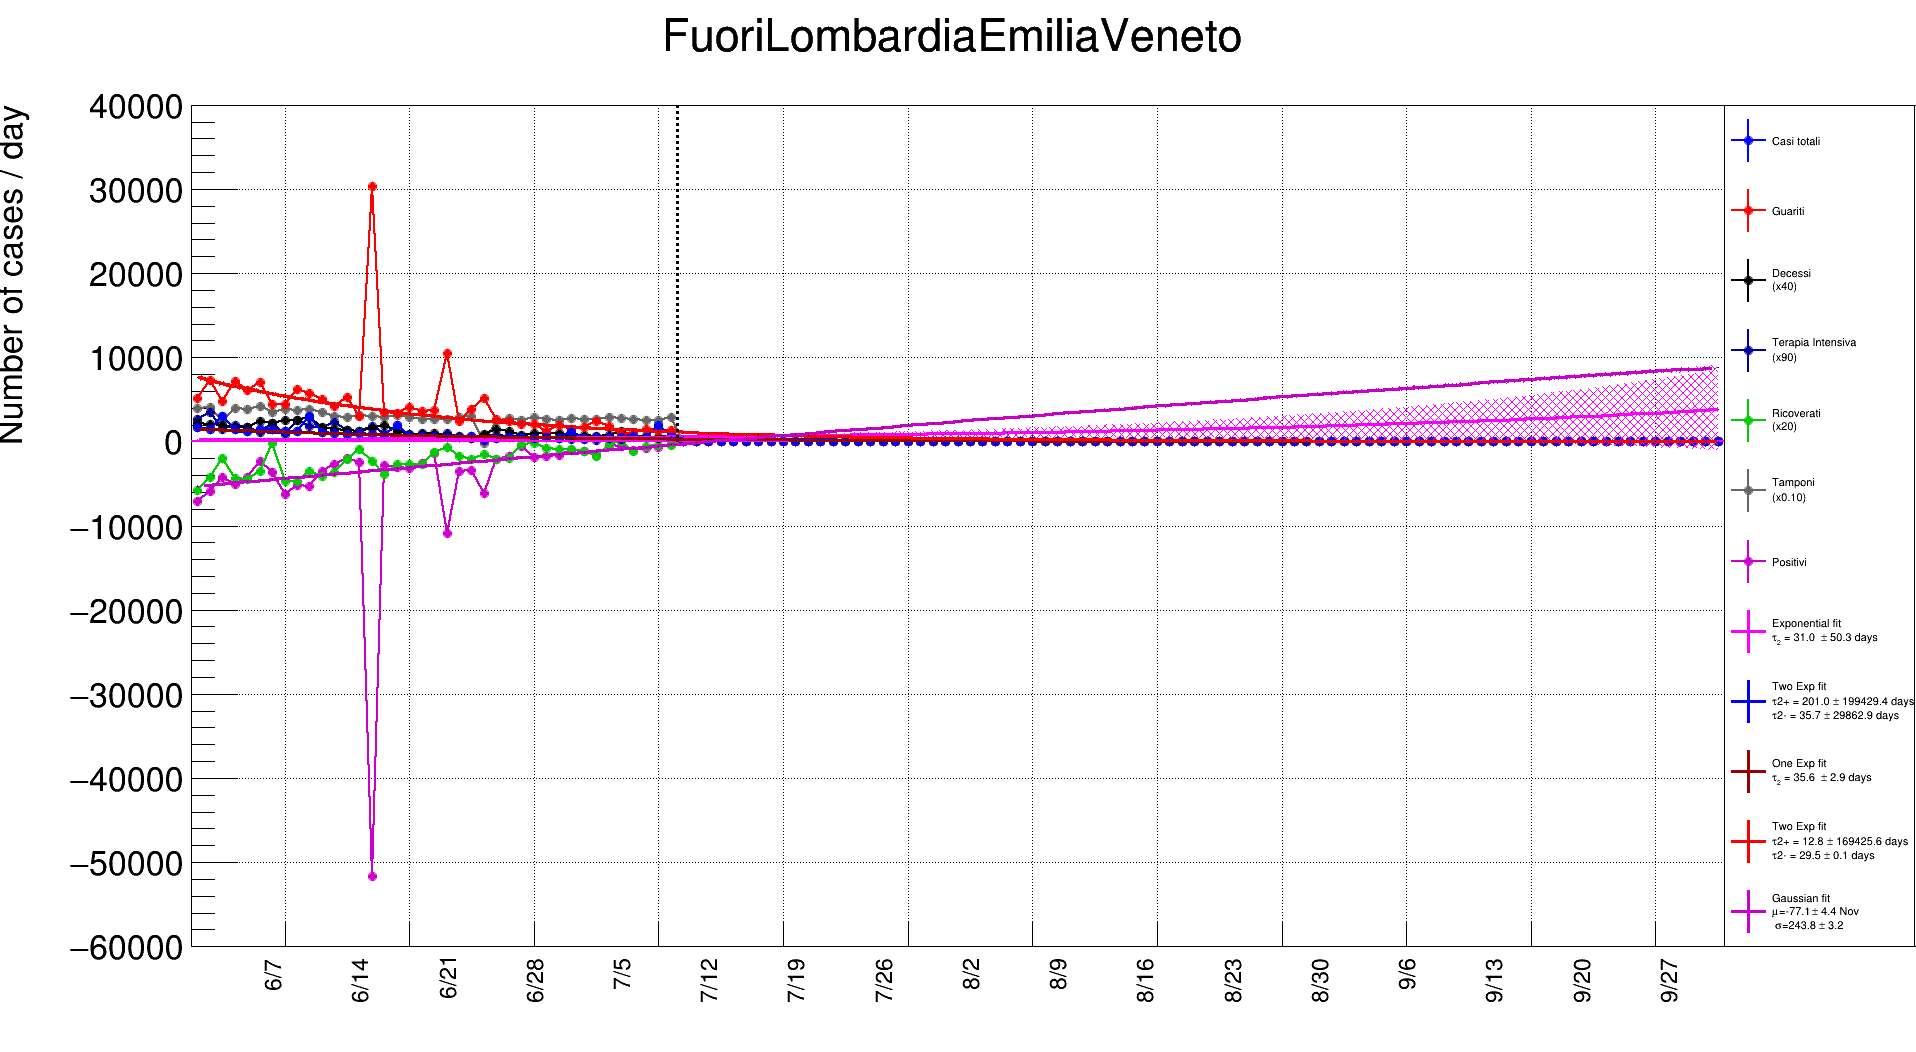 FuoriLombardiaEmiliaVeneto
Number of cases / day
40000
30000
20000
10000
0
−10000
−20000
−30000
−40000
−50000
−60000
6/7
6/14
6/21
6/28
7/5
7/12
7/19
7/26
8/2
8/9
8/16
8/23
8/30
9/6
9/13
9/20
9/27
Casi totali
Guariti
Decessi
(x40)
Terapia Intensiva
(x90)
Ricoverati
(x20)
Tamponi
(x0.10)
Positivi
Exponential fit
τ₂ = 31.0 ± 50.3 days
Two Exp fit
τ2+ = 201.0 ± 199429.4 days
τ2- = 35.7 ± 29862.9 days
One Exp fit
τ₂ = 35.6 ± 2.9 days
Two Exp fit
τ2+ = 12.8 ± 169425.6 days
τ2- = 29.5 ± 0.1 days
Gaussian fit
μ=-77.1 ± 4.4 Nov
σ=243.8 ± 3.2